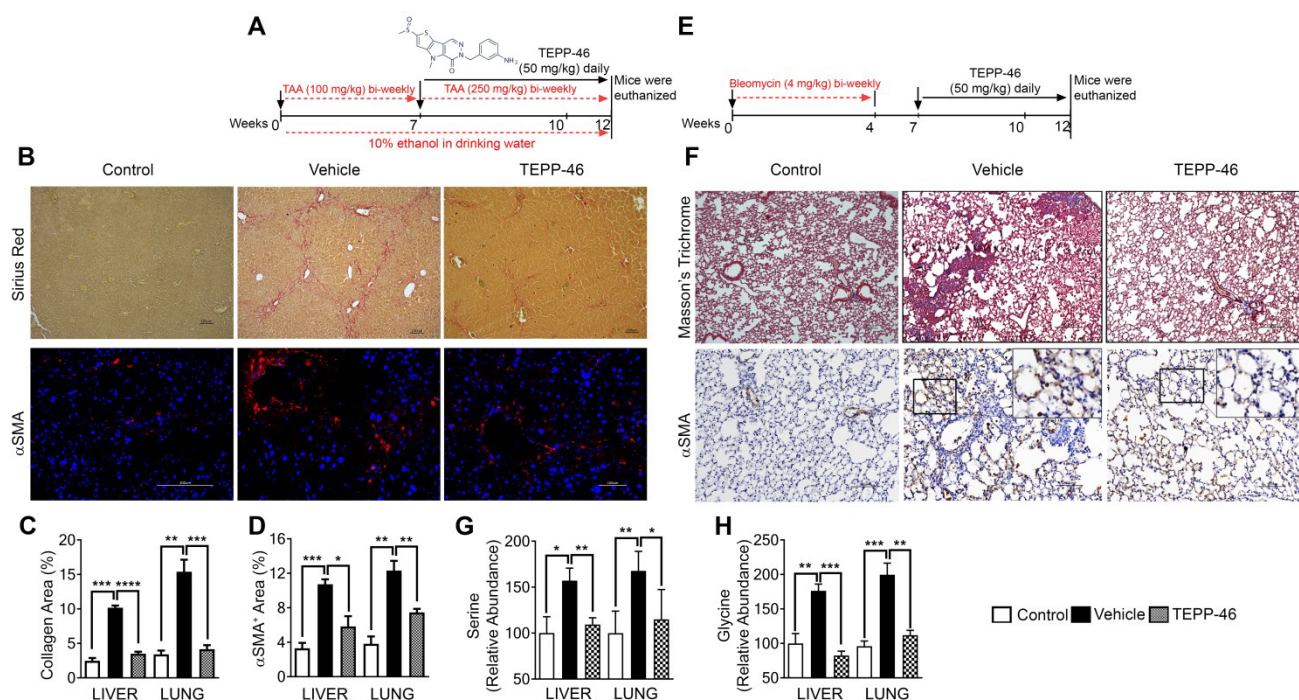 A
S
O
S
N
N
N
O
NH₂
TEPP-46
(50 mg/kg) daily
Mice were
euthanized
TAA (100 mg/kg) bi-weekly
TAA (250 mg/kg) bi-weekly
Weeks 0
7
10
12
10% ethanol in drinking water
E
Bleomycin (4 mg/kg) bi-weekly
TEPP-46
(50 mg/kg) daily
Mice were
euthanized
Weeks
0
4
7
10
12
B
Control
Vehicle
TEPP-46
Sirius Red
αSMA
F
Control
Vehicle
TEPP-46
Masson's Trichrome
αSMA
C
Collagen Area (%)
20
15
10
5
0
*** ****
** ***
LIVER LUNG
D
αSMA⁺ Area (%)
16
12
8
4
0
*** *
** **
LIVER LUNG
G
Serine
(Relative Abundance)
200
150
100
50
* **
** *
LIVER LUNG
H
Glycine
(Relative Abundance)
250
200
150
100
50
** ***
*** **
LIVER LUNG
Control Vehicle TEPP-46